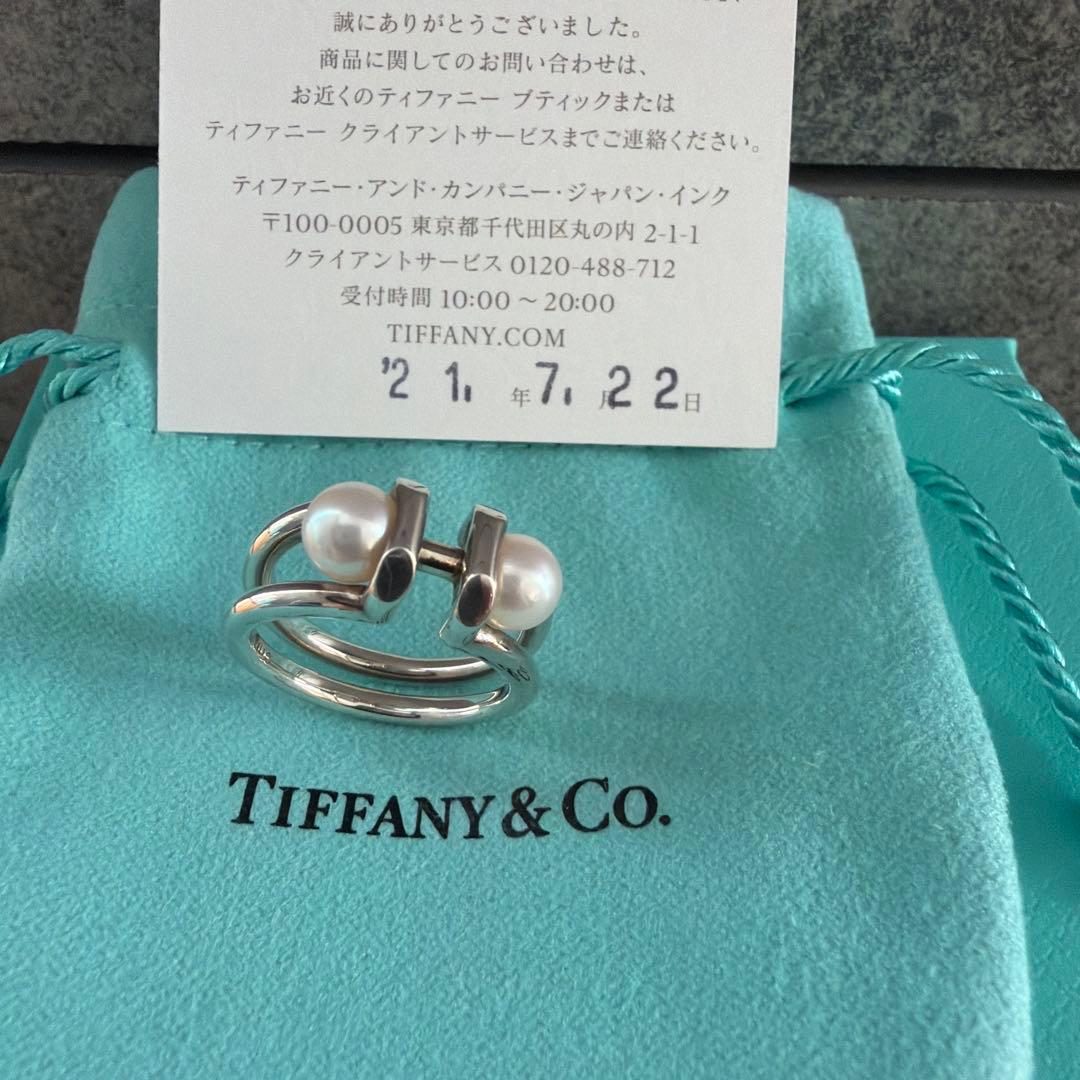 誠にありがとうございました。
商品に関してのお問い合わせは、
お近くのティファニー ブティックまたは
ティファニー クライアントサービスまでご連絡ください。
ティファニー・アンド・カンパニー・ジャパン・インク
〒100-0005 東京都千代田区丸の内 2-1-1
クライアントサービス 0120-488-712
受付時間 10:00 ～ 20:00
TIFFANY.COM
'21. 年 7. 月 22 日
TIFFANY & CO.